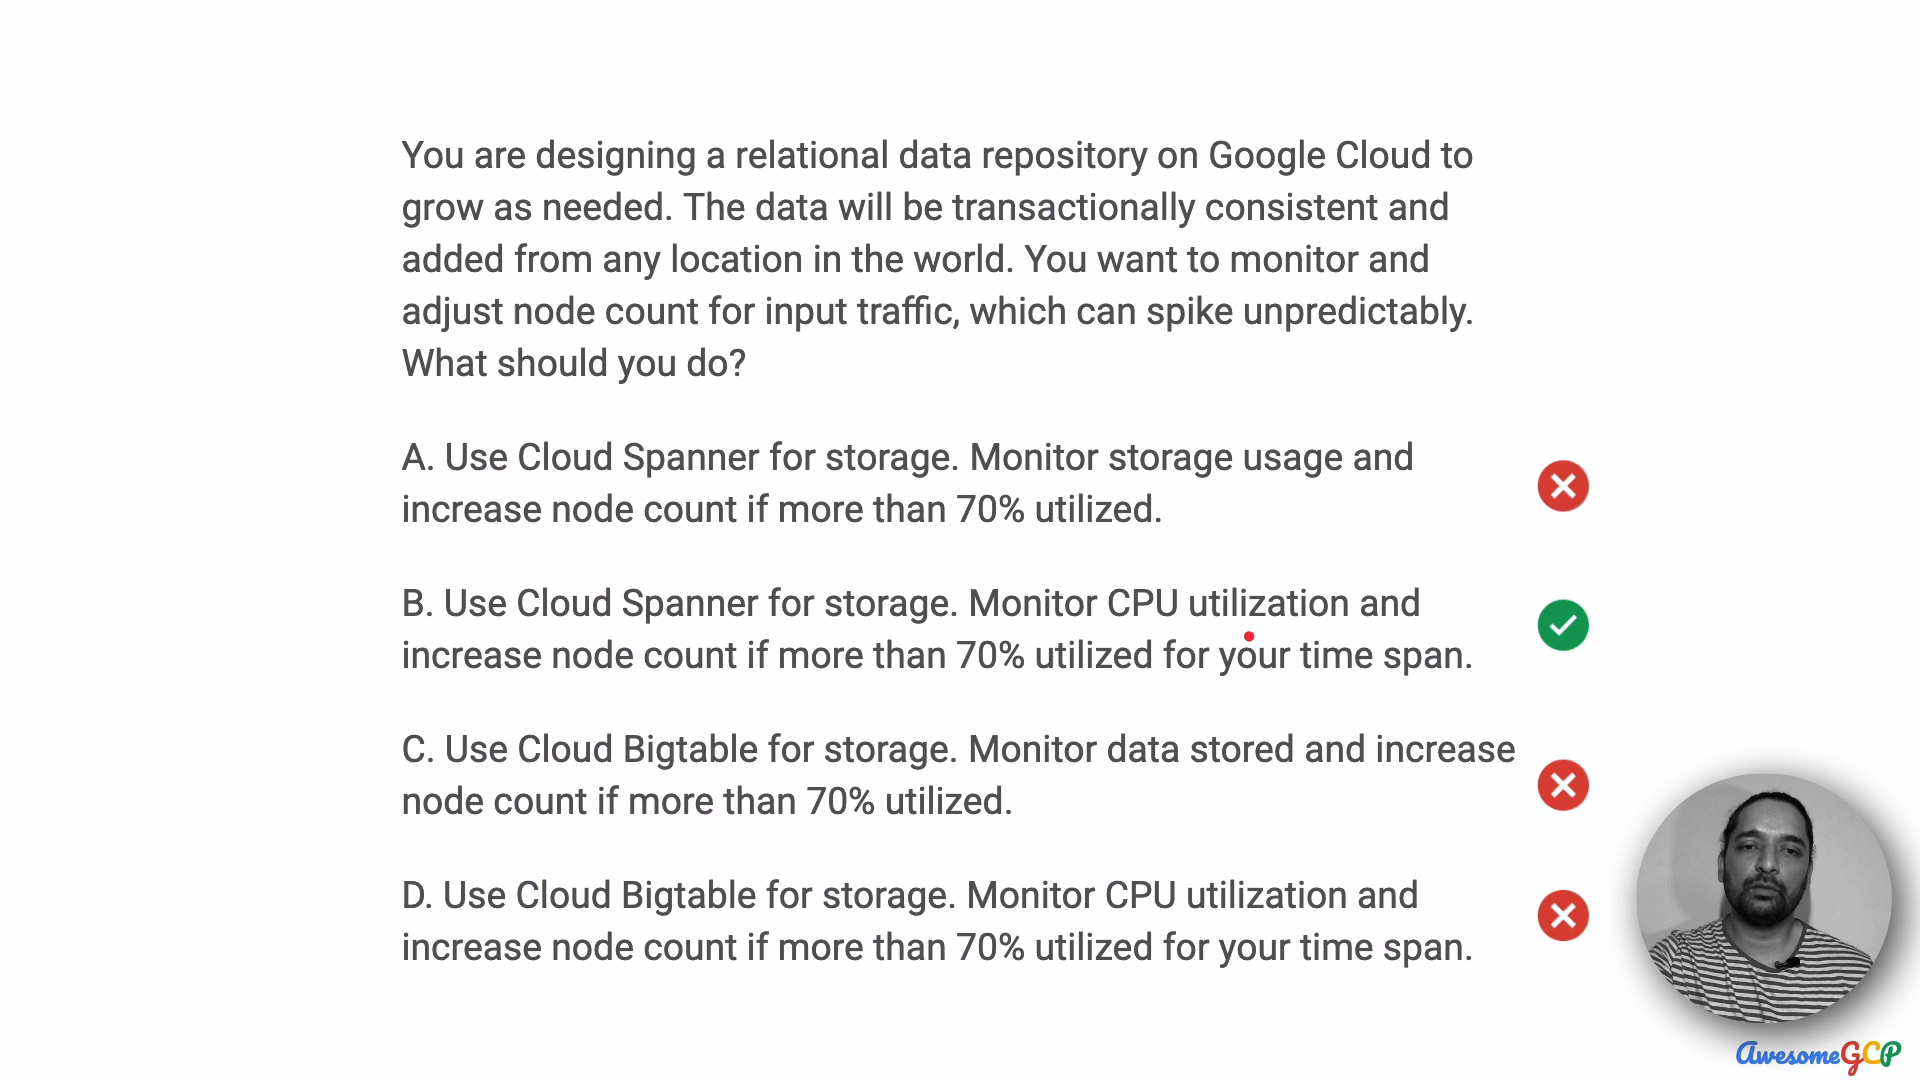 You are designing a relational data repository on Google Cloud to
grow as needed. The data will be transactionally consistent and
added from any location in the world. You want to monitor and
adjust node count for input traffic, which can spike unpredictably.
What should you do?
A. Use Cloud Spanner for storage. Monitor storage usage and
increase node count if more than 70% utilized.
B. Use Cloud Spanner for storage. Monitor CPU utilization and
increase node count if more than 70% utilized for your time span.
C. Use Cloud Bigtable for storage. Monitor data stored and increase
node count if more than 70% utilized.
D. Use Cloud Bigtable for storage. Monitor CPU utilization and
increase node count if more than 70% utilized for your time span.
AwesomeGCP